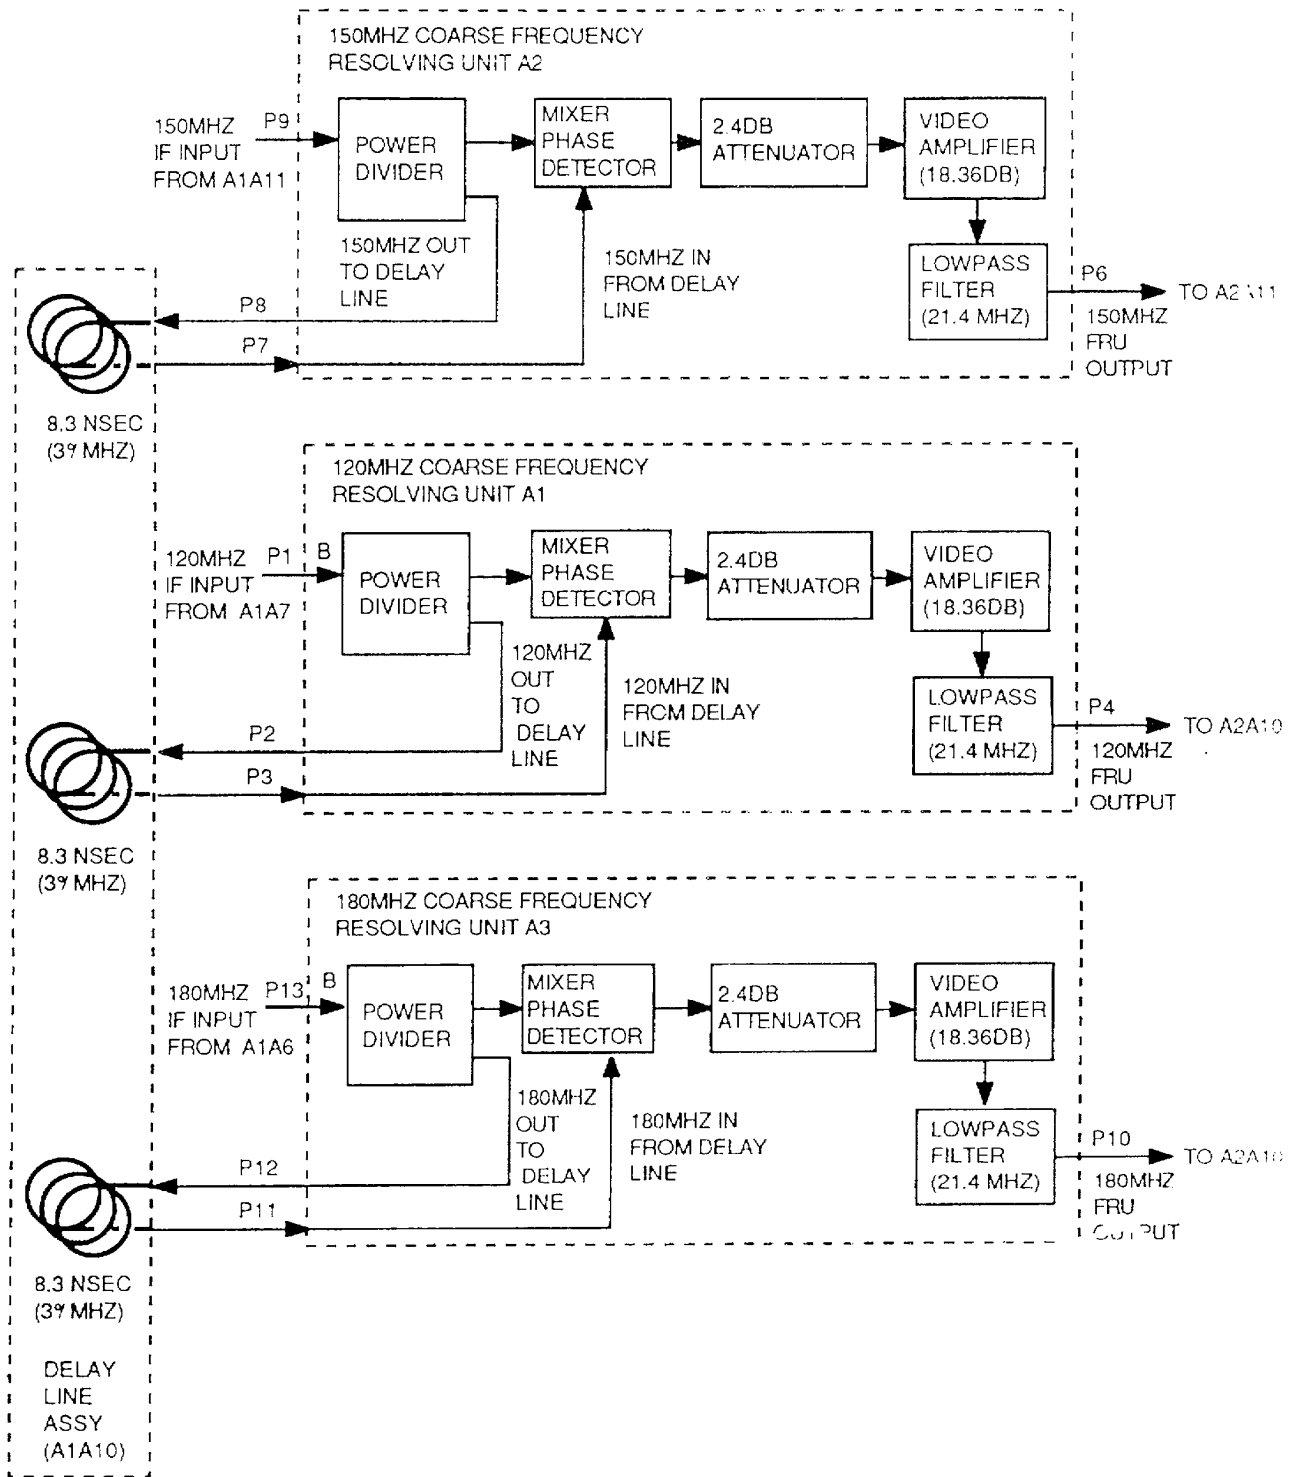 150MHZ COARSE FREQUENCY
RESOLVING UNIT A2
150MHZ
IF INPUT
FROM A1A11
P9
POWER
DIVIDER
MIXER
PHASE
DETECTOR
2.4DB
ATTENUATOR
VIDEO
AMPLIFIER
(18.36DB)
150MHZ OUT
TO DELAY
LINE
150MHZ IN
FROM DELAY
LINE
LOWPASS
FILTER
(21.4 MHZ)
P6
TO
150MHZ
FRU
OUTPUT
P8
P7
8.3 NSEC
MHZ)
120MHZ COARSE FREQUENCY
RESOLVING UNIT A1
120MHZ
IF INPUT
FROM A1A7
P1
B
POWER
DIVIDER
MIXER
PHASE
DETECTOR
2.4DB
ATTENUATOR
VIDEO
AMPLIFIER
(18.36DB)
120MHZ
OUT
TO
DELAY
LINE
120MHZ IN
FROM DELAY
LINE
LOWPASS
FILTER
(21.4 MHZ)
P4
TO A2A10
120MHZ
FRU
OUTPUT
P2
P3
8.3 NSEC
MHZ)
180MHZ COARSE FREQUENCY
RESOLVING UNIT A3
180MHZ
IF INPUT
FROM A1A6
P13
B
POWER
DIVIDER
MIXER
PHASE
DETECTOR
2.4DB
ATTENUATOR
VIDEO
AMPLIFIER
(18.36DB)
180MHZ
OUT
TO
DELAY
LINE
180MHZ IN
FROM DELAY
LINE
LOWPASS
FILTER
(21.4 MHZ)
P10
TO A2A10
180MHZ
FRU
OUTPUT
P12
P11
8.3 NSEC
MHZ)
DELAY
LINE
ASSY
(A1A10)